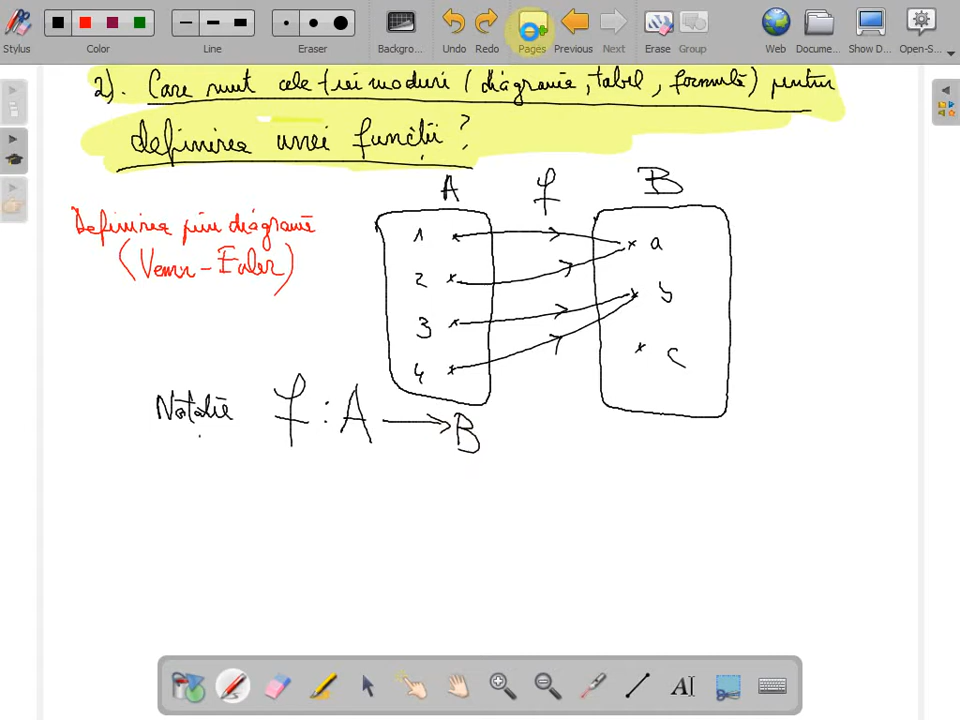 Stylus
Color
Line
Eraser
Backgro...
Undo
Redo
Pages
Previous
Next
Erase
Group
Web
Docume...
Show D...
Open-S...
2). Care sunt cele trei moduri (diagramă, tabel, formulă) pentru
definirea unei funcții?
A f B
Definirea prin diagramă
(Venn-Euler)
1 a
2 b
3 c
4
Notație f : A → B